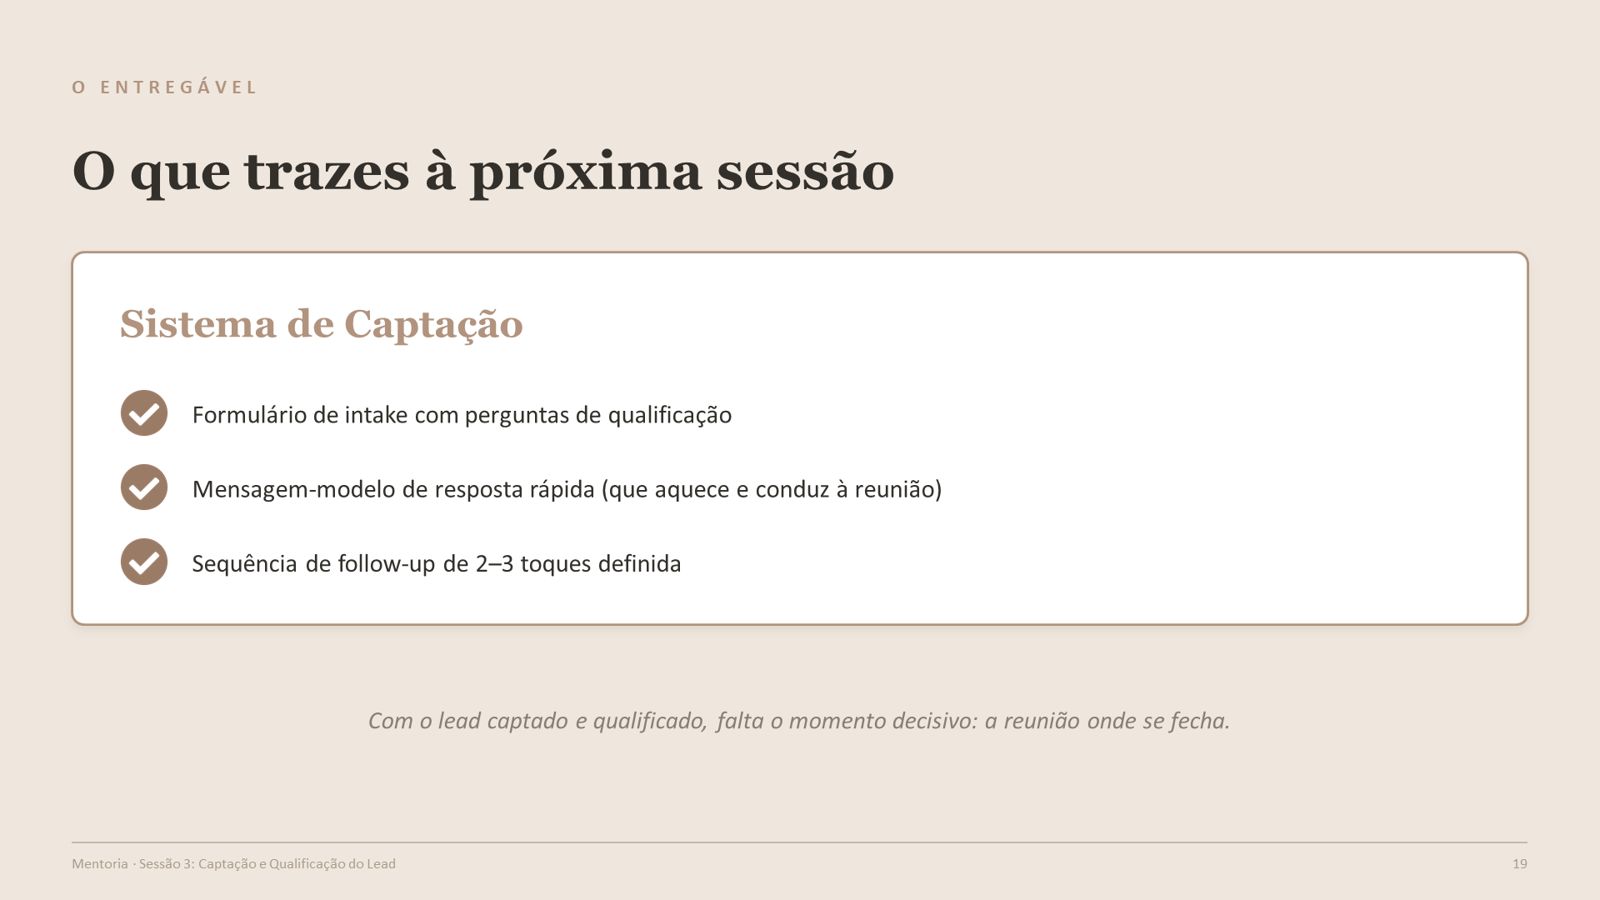 O ENTREGÁVEL
O que trazes à próxima sessão
Sistema de Captação
Formulário de intake com perguntas de qualificação
Mensagem-modelo de resposta rápida (que aquece e conduz à reunião)
Sequência de follow-up de 2–3 toques definida
Com o lead captado e qualificado, falta o momento decisivo: a reunião onde se fecha.
Mentoria · Sessão 3: Captação e Qualificação do Lead
19